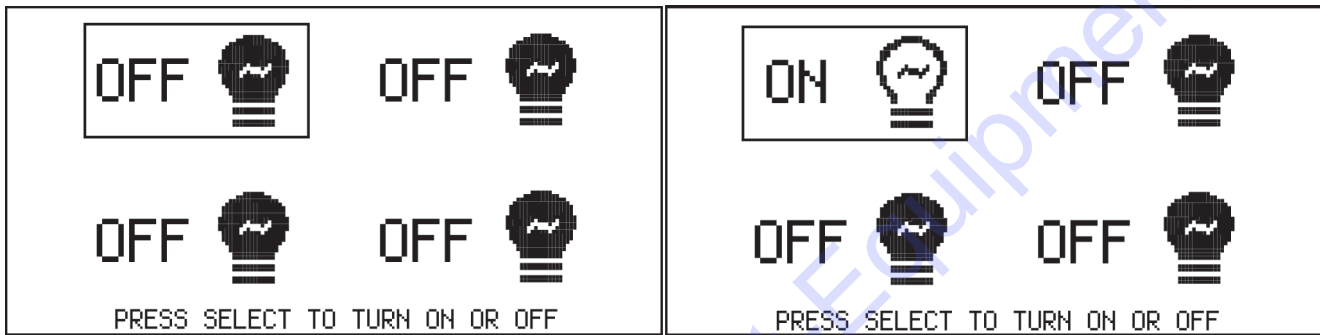 OFF OFF
OFF OFF
PRESS SELECT TO TURN ON OR OFF
ON OFF
OFF OFF
PRESS SELECT TO TURN ON OR OFF
Equipmen